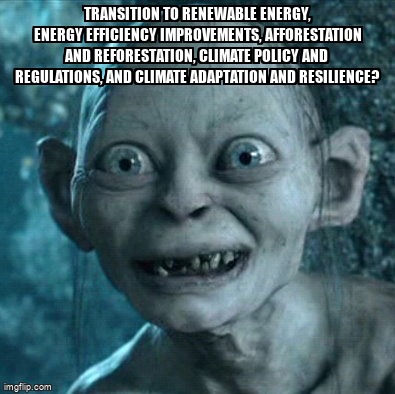 TRANSITION TO RENEWABLE ENERGY,
ENERGY EFFICIENCY IMPROVEMENTS, AFFORESTATION
AND REFORESTATION, CLIMATE POLICY AND
REGULATIONS, AND CLIMATE ADAPTATION AND RESILIENCE?
imgflip.com